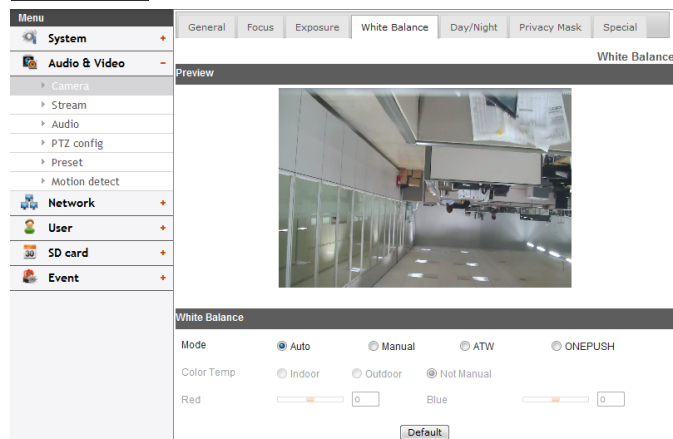 Menu
System +
Audio & Video -
Camera
Stream
Audio
PTZ config
Preset
Motion detect
Network +
User +
30 SD card +
Event +
General Focus Exposure White Balance Day/Night Privacy Mask Special
White Balance
Preview
White Balance
Mode Auto Manual ATW ONEPUSH
Color Temp Indoor Outdoor Not Manual
Red 0 Blue 0
Default